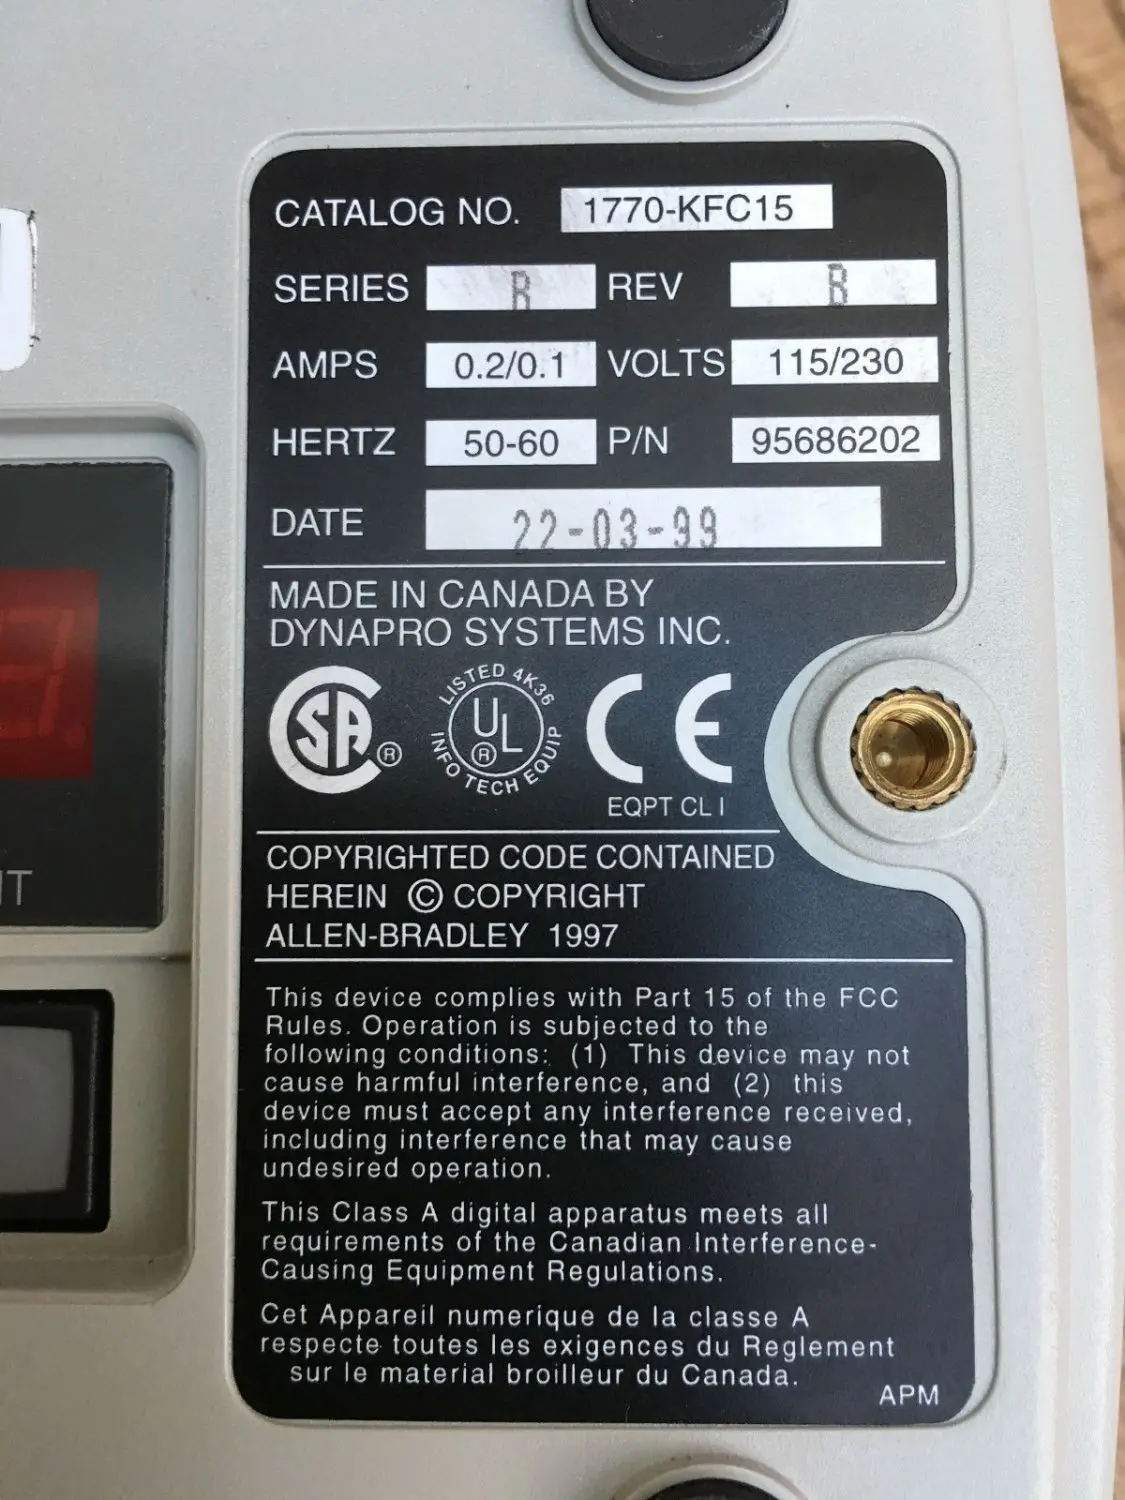 CATALOG NO. 1770-KFC15
SERIES B REV B
AMPS 0.2/0.1 VOLTS 115/230
HERTZ 50-60 P/N 95686202
DATE 22-03-99
MADE IN CANADA BY
DYNAPRO SYSTEMS INC.
SA ®
LISTED 4K36
UL
®
INFO TECH EQUIP
CE
EQPT CL I
COPYRIGHTED CODE CONTAINED
HEREIN © COPYRIGHT
ALLEN-BRADLEY 1997
This device complies with Part 15 of the FCC
Rules. Operation is subjected to the
following conditions: (1) This device may not
cause harmful interference, and (2) this
device must accept any interference received,
including interference that may cause
undesired operation.
This Class A digital apparatus meets all
requirements of the Canadian Interference-
Causing Equipment Regulations.
Cet Appareil numerique de la classe A
respecte toutes les exigences du Reglement
sur le material broilleur du Canada.
APM